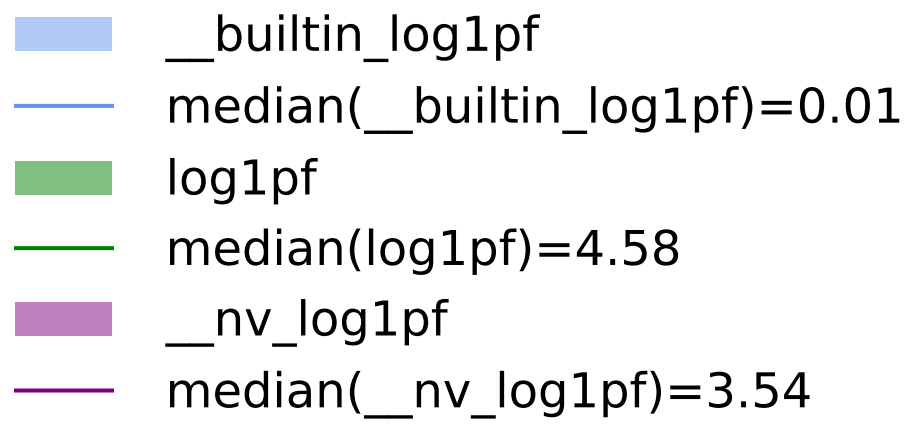 __builtin_log1pf
median(__builtin_log1pf)=0.01
log1pf
median(log1pf)=4.58
__nv_log1pf
median(__nv_log1pf)=3.54